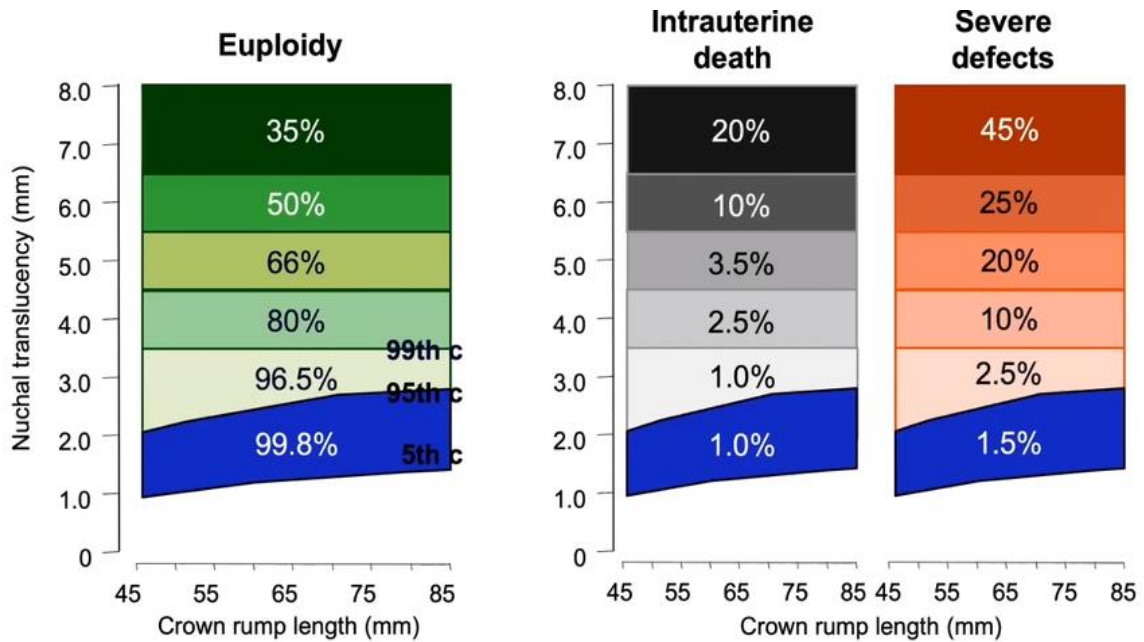 Euploidy
Intrauterine
death
Severe
defects
Nuchal translucency (mm)
8.0
7.0
6.0
5.0
4.0
3.0
2.0
1.0
0
35%
50%
66%
80%
99th c
96.5%
95th c
99.8%
5th c
45 55 65 75 85
Crown rump length (mm)
8.0
7.0
6.0
5.0
4.0
3.0
2.0
1.0
0
20%
10%
3.5%
2.5%
1.0%
1.0%
45%
25%
20%
10%
2.5%
1.5%
45 55 65 75 85
45 55 65 75 85
Crown rump length (mm)